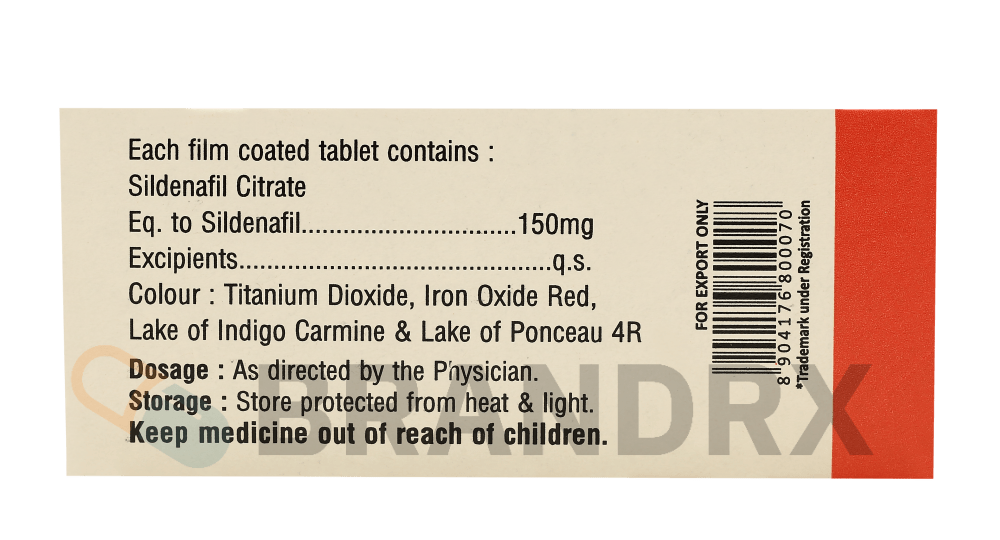 Each film coated tablet contains :
Sildenafil Citrate
Eq. to Sildenafil..............................150mg
Excipients...........................................q.s.
Colour : Titanium Dioxide, Iron Oxide Red,
Lake of Indigo Carmine & Lake of Ponceau 4R
Dosage : As directed by the Physician.
Storage : Store protected from heat & light.
Keep medicine out of reach of children.
BRANDRX
FOR EXPORT ONLY
8 904176 800070
*Trademark under Registration